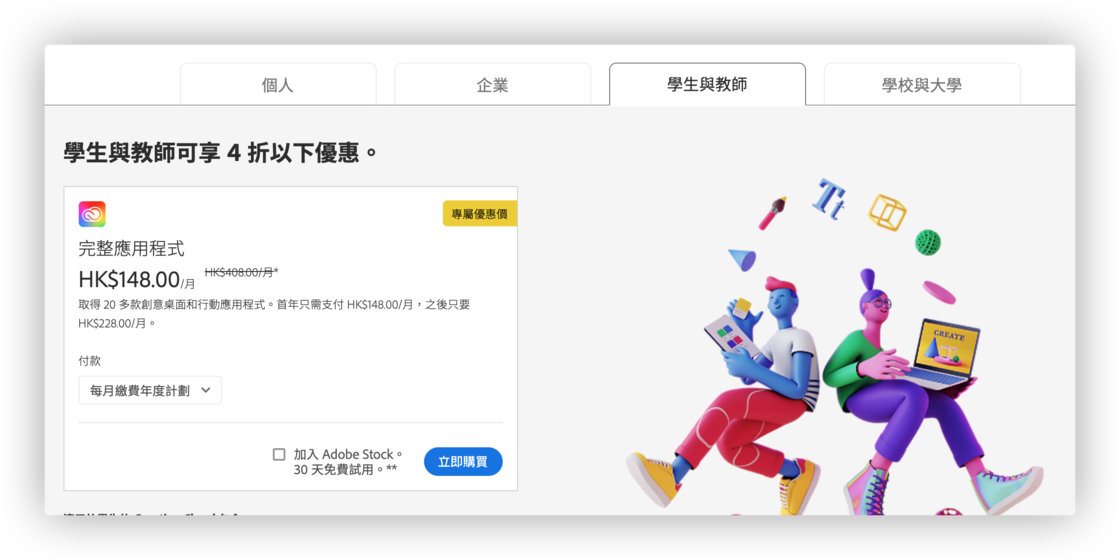 個人
企業
學生與教師
學校與大學
學生與教師可享 4 折以下優惠。
專屬優惠價
完整應用程式
HK$148.00/月 HK$408.00/月*
取得 20 多款創意桌面和行動應用程式。首年只需支付 HK$148.00/月,之後只要
HK$228.00/月。
付款
每月繳費年度計劃
加入 Adobe Stock。
30 天免費試用。**
立即購買
Tt
CREATE